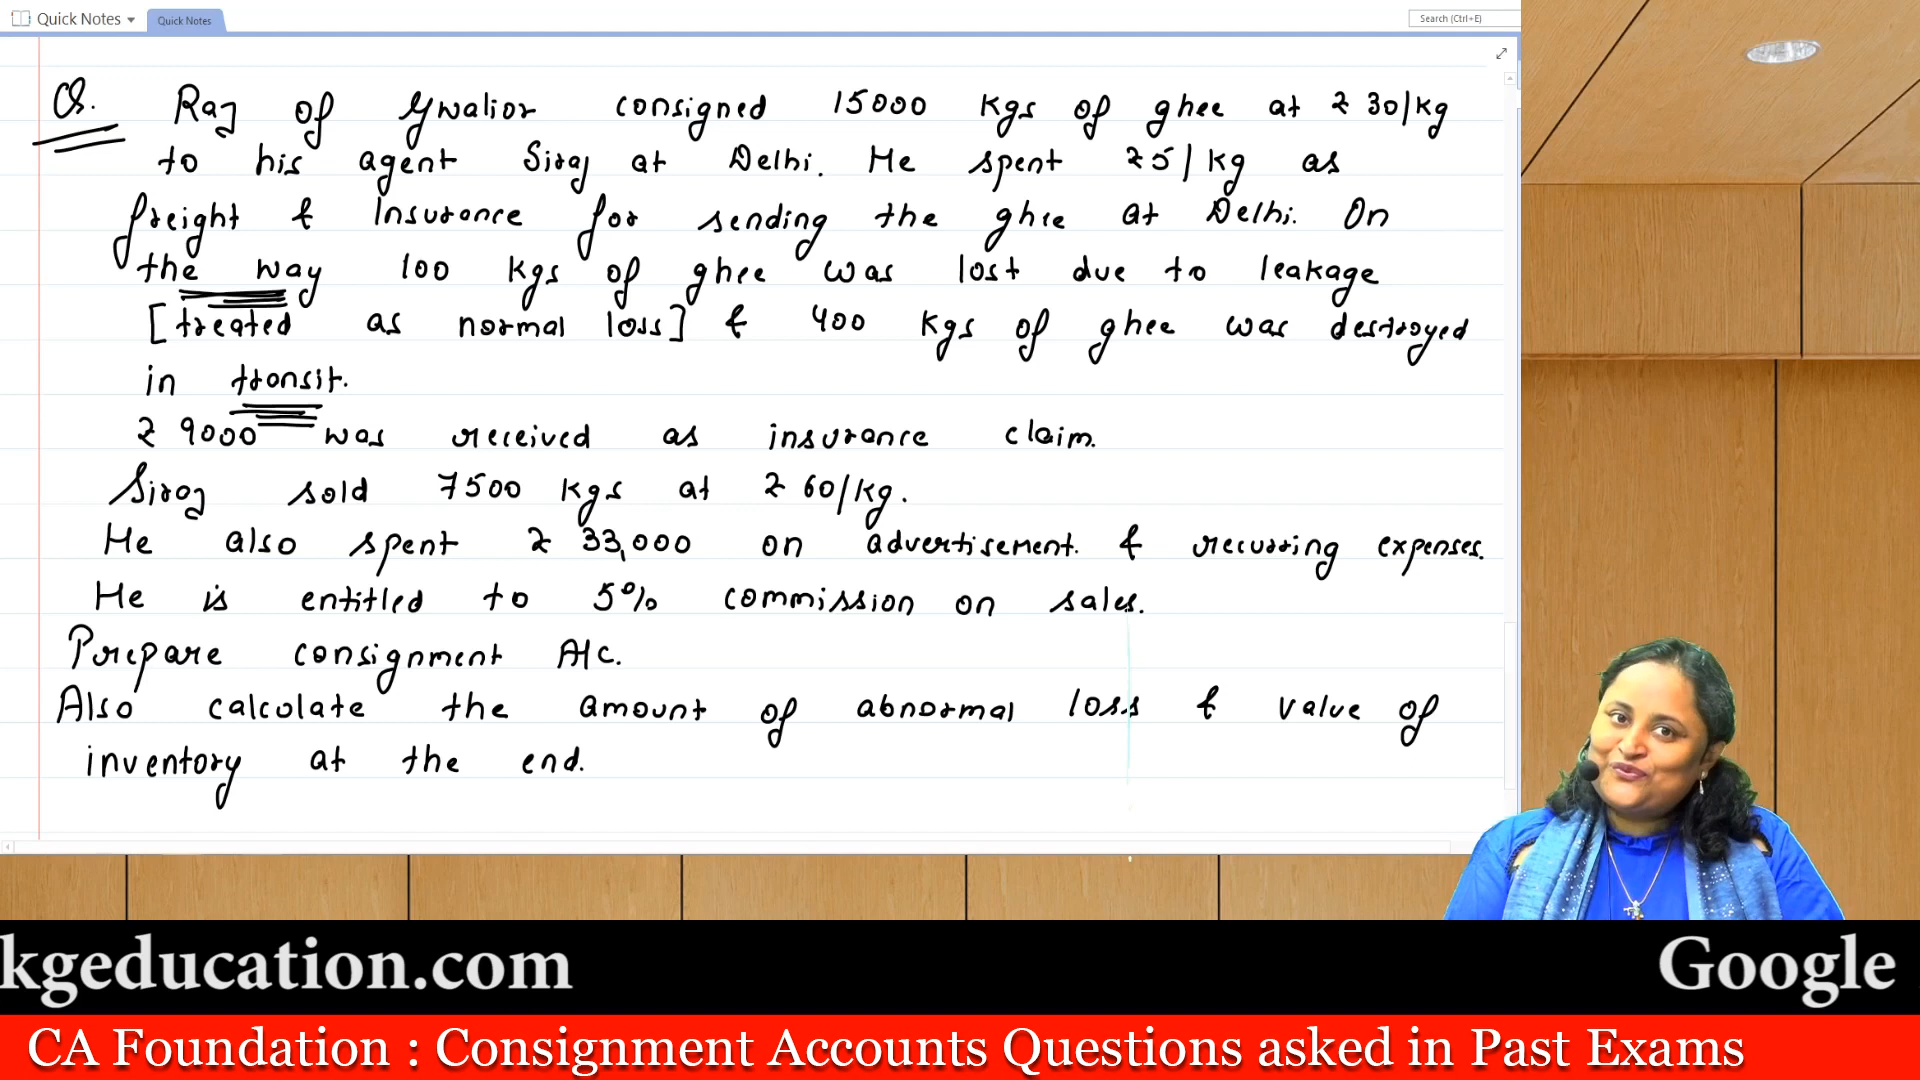 Quick Notes
Quick Notes
Search (Ctrl+E)
Q. Raj of Gwalior consigned 15000 kgs of ghee at ₹ 30/kg
to his agent Siraj at Delhi. He spent ₹5/kg as
freight & Insurance for sending the ghee at Delhi. On
the way 100 kgs of ghee was lost due to leakage
[treated as normal loss] & 400 kgs of ghee was destroyed
in transit.
₹ 9000 was received as insurance claim.
Siraj sold 7500 kgs at ₹ 60/kg.
He also spent ₹ 33,000 on advertisement & recurring expenses.
He is entitled to 5% commission on sales.
Prepare consignment A/c.
Also calculate the amount of abnormal loss & value of
inventory at the end.
kgeducation.com
Google
CA Foundation : Consignment Accounts Questions asked in Past Exams